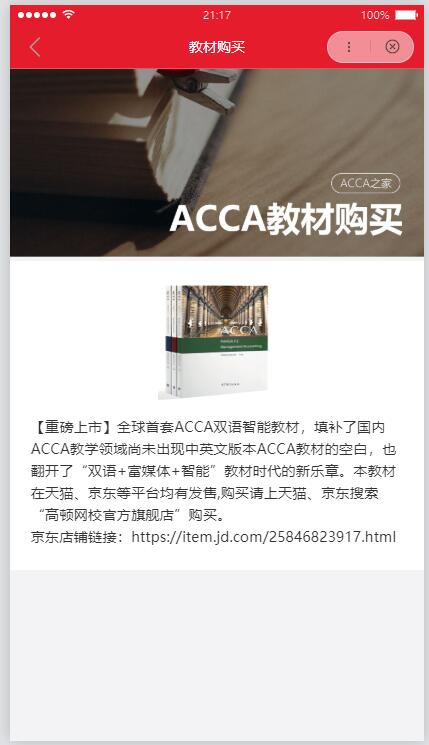 21:17
100%
教材购买
ACCA之家
ACCA教材购买
ACCA
Management Accounting
【重磅上市】全球首套ACCA双语智能教材，填补了国内
ACCA教学领域尚未出现中英文版本ACCA教材的空白，也
翻开了“双语+富媒体+智能”教材时代的新乐章。本教材
在天猫、京东等平台均有发售,购买请上天猫、京东搜索
“高顿网校官方旗舰店”购买。
京东店铺链接：https://item.jd.com/25846823917.html